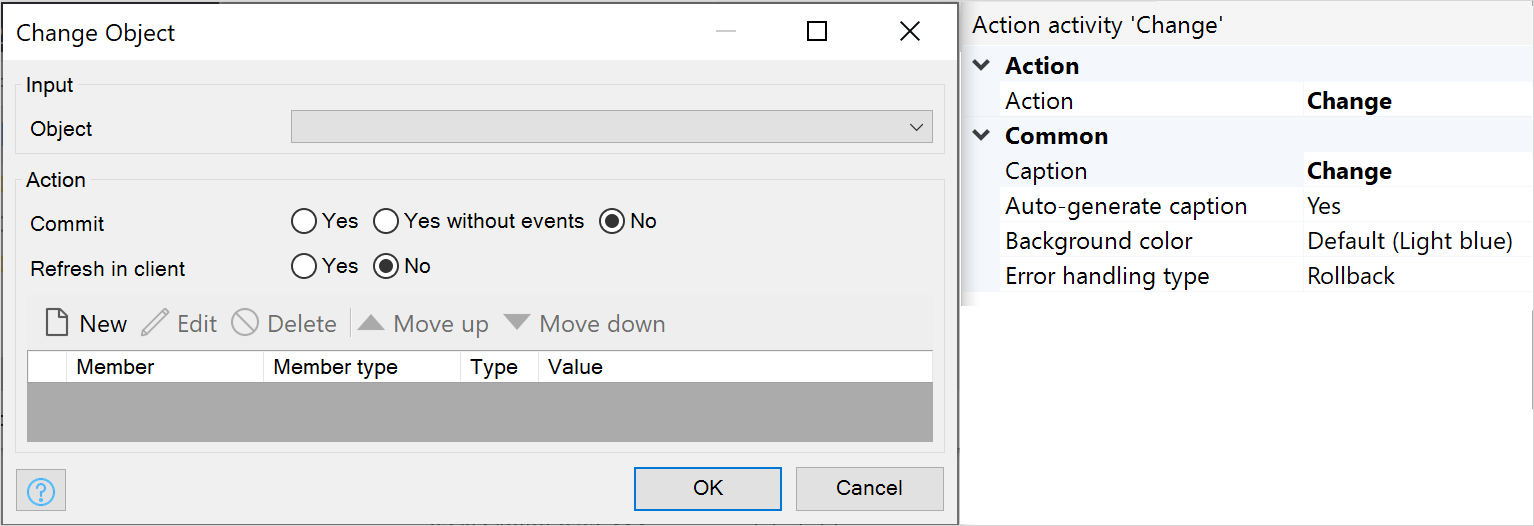 Change Object
Input
Object
Action
Commit
Yes Yes without events No
Refresh in client
Yes No
New Edit Delete Move up Move down
Member Member type Type Value
OK Cancel
Action activity 'Change'
Action
Action Change
Common
Caption Change
Auto-generate caption Yes
Background color Default (Light blue)
Error handling type Rollback